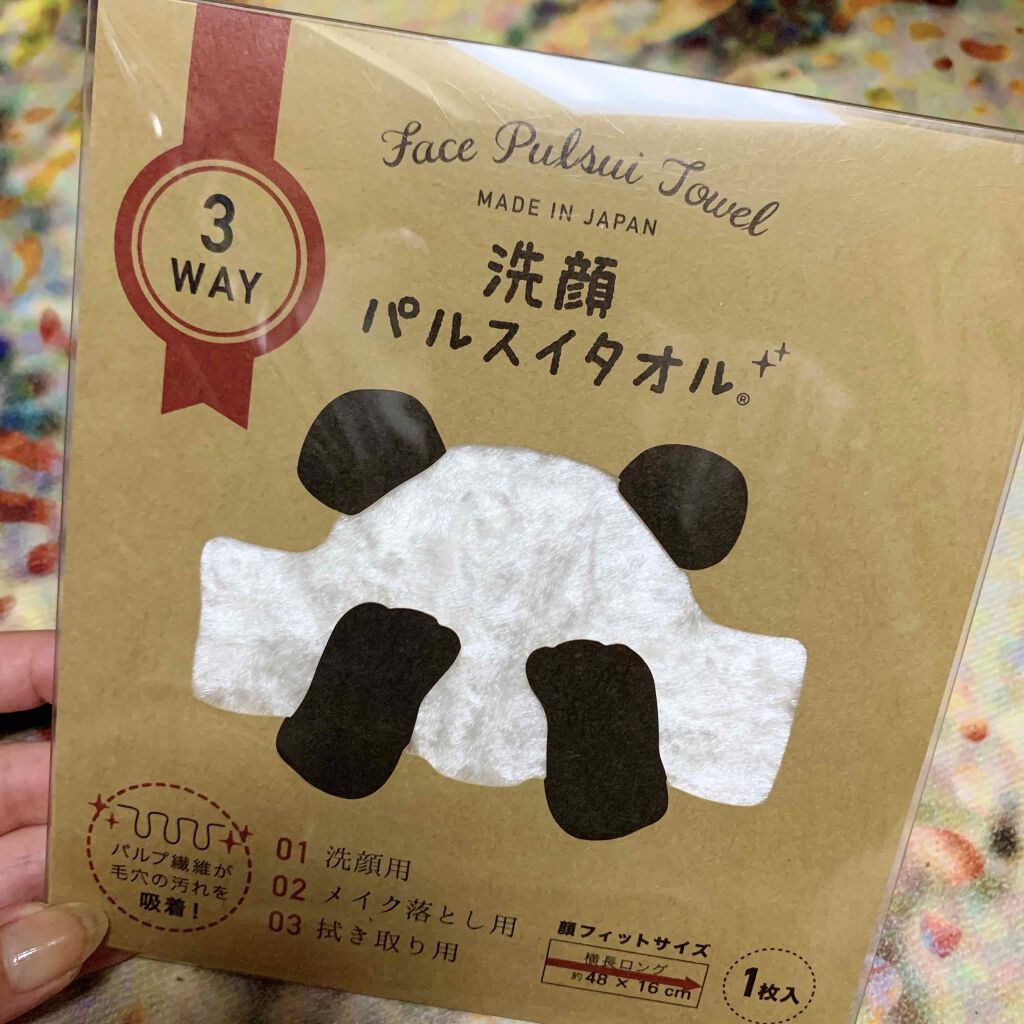 3
WAY
Face Pulsui Towel
MADE IN JAPAN
洗顔
パルスイタオル®
パルプ繊維が
毛穴の汚れを
吸着!
01 洗顔用
02 メイク落とし用
03 拭き取り用
顔フィットサイズ
横長ロング
約48×16cm
1枚入